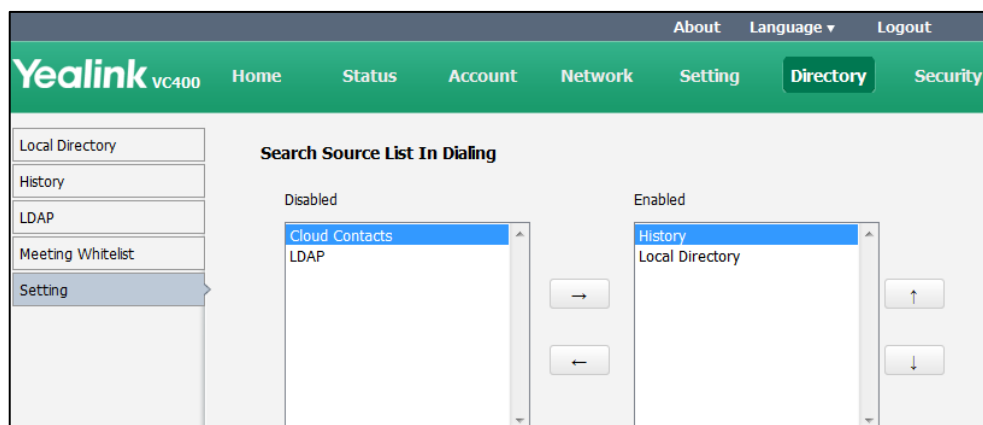 About Language ▾ Logout
Yealink VC400 Home Status Account Network Setting Directory Security
Local Directory
History
LDAP
Meeting Whitelist
Setting
Search Source List In Dialing
Disabled
Cloud Contacts
LDAP
→
←
Enabled
History
Local Directory
↑
↓